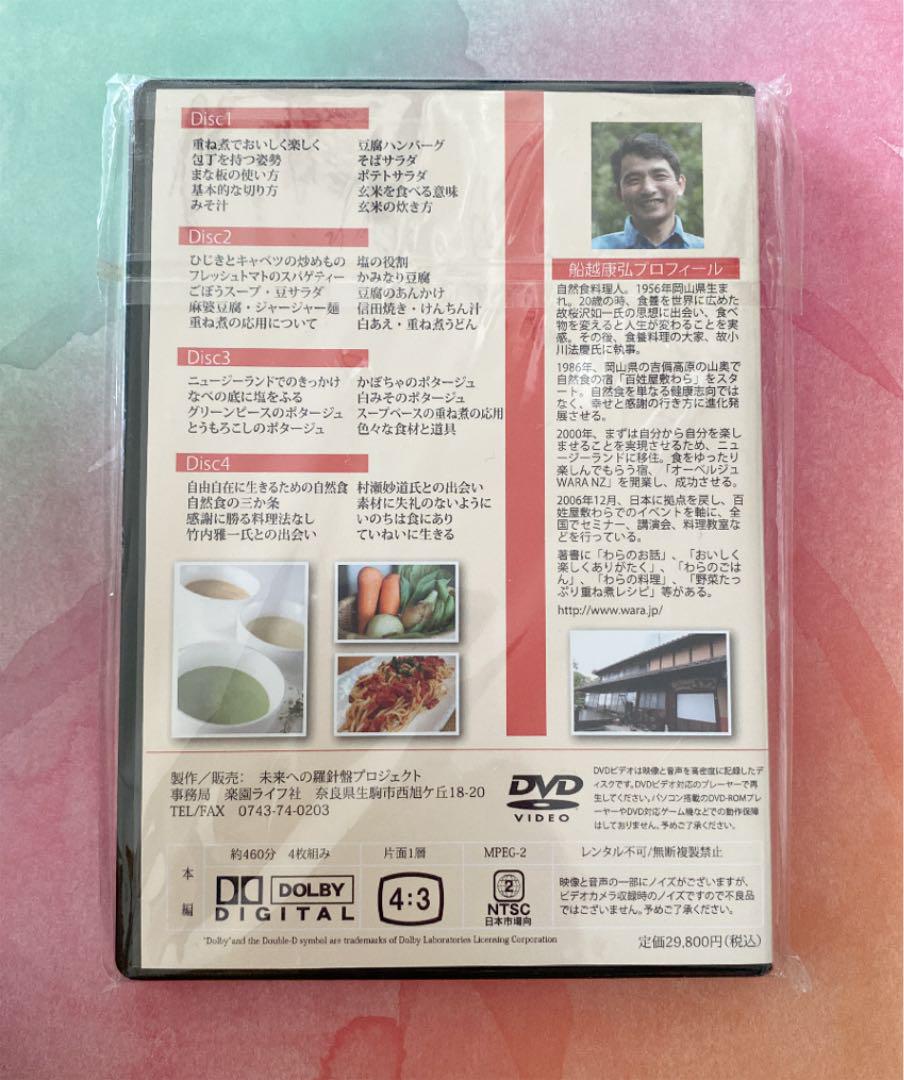 Disc1
重ね煮でおいしく楽しく
包丁を持つ姿勢
まな板の使い方
基本的な切り方
みそ汁
豆腐ハンバーグ
そばサラダ
ポテトサラダ
玄米を食べる意味
玄米の炊き方
Disc2
ひじきとキャベツの炒めもの
フレッシュトマトのスパゲティー
ごぼうスープ・豆サラダ
麻婆豆腐・ジャージャー麺
重ね煮の応用について
塩の役割
かみなり豆腐
豆腐のあんかけ
信田焼き・けんちん汁
白あえ・重ね煮うどん
Disc3
ニュージーランドでのきっかけ
なべの底に塩をふる
グリーンピースのポタージュ
とうもろこしのポタージュ
かぼちゃのポタージュ
白みそのポタージュ
スープベースの重ね煮の応用
色々な食材と道具
Disc4
自由自在に生きるための自然食
自然食の三か条
感謝に勝る料理法なし
竹内雅一氏との出会い
村瀬妙道氏との出会い
素材に失礼のないように
いのちは食にあり
ていねいに生きる
船越康弘プロフィール
自然食料理人。1956年岡山県生ま
れ。20歳の時、食養を世界に広めた
故桜沢如一氏の思想に出会い、食べ
物を変えると人生が変わることを実
感。その後、食養料理の大家、故小
川法慶氏に執事。
1986年、岡山県の吉備高原の山奥で
自然食の宿「百姓屋敷わら」をスタ
ート。自然食を単なる健康志向では
なく、幸せと感謝の行き方に進化発
展させる。
2000年、まずは自分から自分を楽し
ませることを実現させるため、ニュ
ージーランドに移住。食をゆったり
楽しんでもらう宿、「オーベルジュ
WARA NZ」を開業し、成功させる。
2006年12月、日本に拠点を戻し、百
姓屋敷わらでのイベントを軸に、全
国でセミナー、講演会、料理教室な
どを行っている。
著書に「わらのお話」、「おいしく
楽しくありがたく」、「わらのごは
ん」、「わらの料理」、「野菜たっ
ぷり重ね煮レシピ」等がある。
http://www.wara.jp/
製作／販売： 未来への羅針盤プロジェクト
事務局 楽園ライフ社 奈良県生駒市西旭ケ丘18-20
TEL/FAX 0743-74-0203
DVD
VIDEO
DVDビデオは映像と音声を高密度に記録したデ
ィスクです。DVDビデオ対応のプレーヤーで再
生してください。パソコン搭載のDVD-ROMプレ
ーヤーやDVD対応ゲーム機などでの動作保障
はしておりません。予めご了承ください。
本編
約460分 4枚組み
片面1層
MPEG-2
レンタル不可/無断複製禁止
DOLBY
DIGITAL
4:3
2
NTSC
日本市場向
映像と音声の一部にノイズがございますが、
ビデオカメラ収録時のノイズですので不良品
ではございません。予めご了承ください。
"Dolby"and the Double-D symbol are trademarks of Dolby Laboratories Licensing Corporation
定価29,800円(税込)